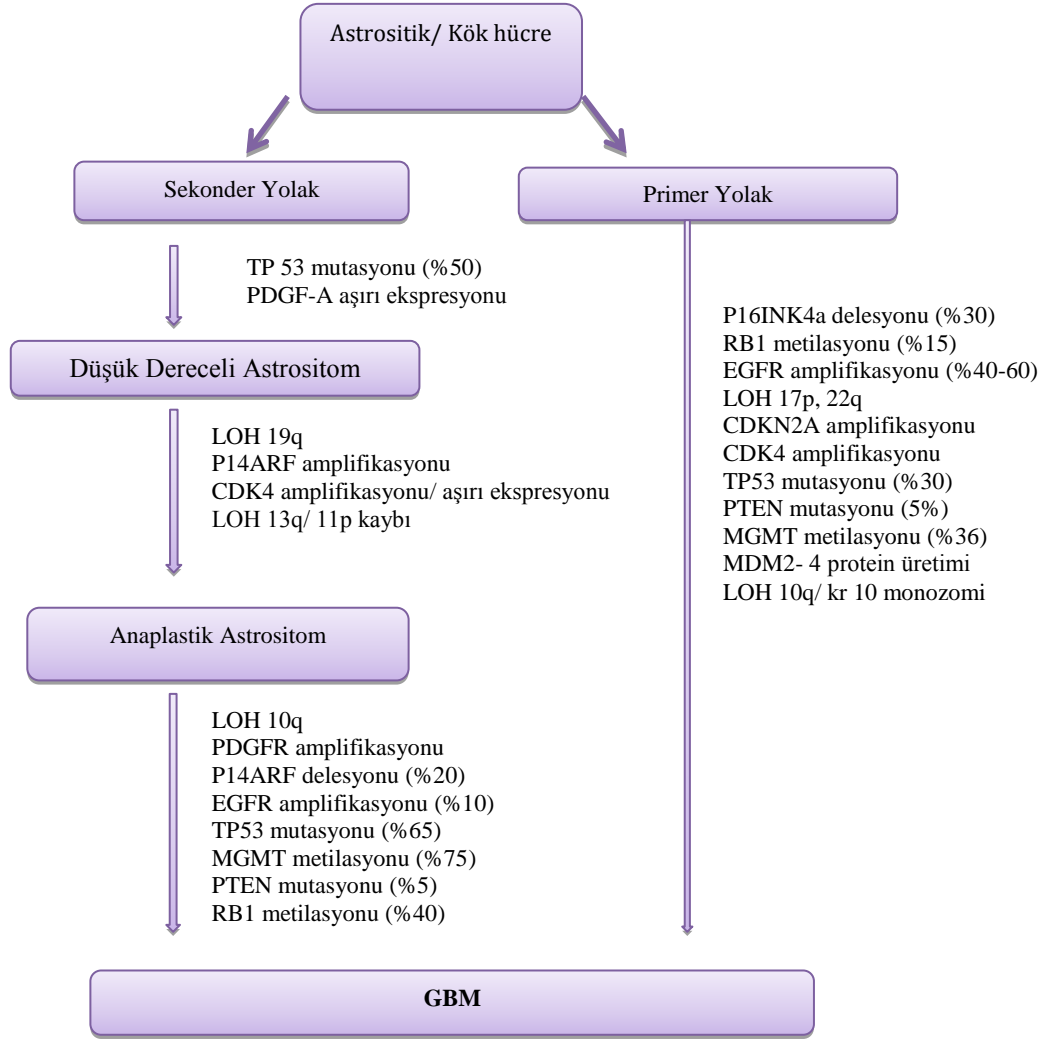 Astrositik/ Kök hücre
Sekonder Yolak
Primer Yolak
TP 53 mutasyonu (%50)
PDGF-A aşırı ekspresyonu
Düşük Dereceli Astrositom
LOH 19q
P14ARF amplifikasyonu
CDK4 amplifikasyonu/ aşırı ekspresyonu
LOH 13q/ 11p kaybı
Anaplastik Astrositom
LOH 10q
PDGFR amplifikasyonu
P14ARF delesyonu (%20)
EGFR amplifikasyonu (%10)
TP53 mutasyonu (%65)
MGMT metilasyonu (%75)
PTEN mutasyonu (%5)
RB1 metilasyonu (%40)
P16INK4a delesyonu (%30)
RB1 metilasyonu (%15)
EGFR amplifikasyonu (%40-60)
LOH 17p, 22q
CDKN2A amplifikasyonu
CDK4 amplifikasyonu
TP53 mutasyonu (%30)
PTEN mutasyonu (5%)
MGMT metilasyonu (%36)
MDM2- 4 protein üretimi
LOH 10q/ kr 10 monozomi
GBM